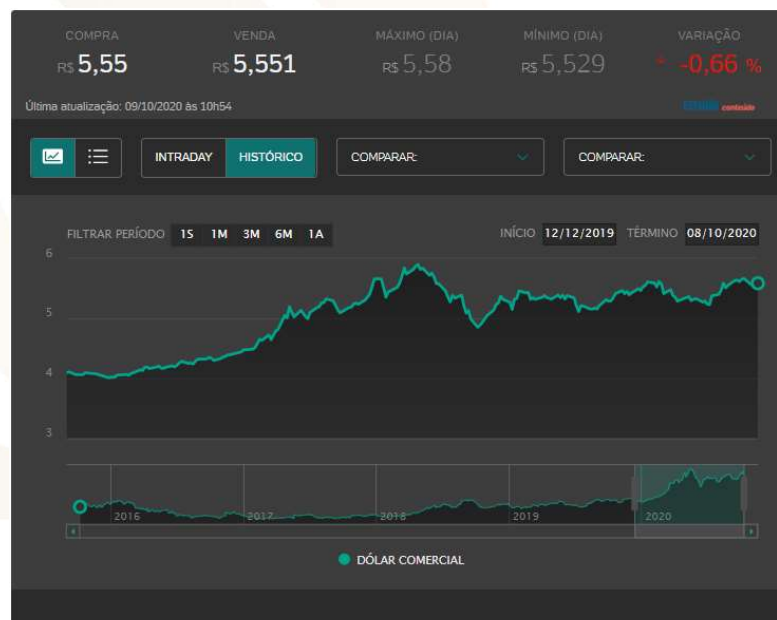 COMPRA VENDA MÁXIMO (DIA) MÍNIMO (DIA) VARIAÇÃO
R$ 5,55 R$ 5,551 R$ 5,58 R$ 5,529 -0,66 %
Última atualização: 09/10/2020 às 10h54 conteúdo
INTRADAY HISTÓRICO COMPARAR: COMPARAR:
FILTRAR PERÍODO 1S 1M 3M 6M 1A INÍCIO 12/12/2019 TÉRMINO 08/10/2020
6
5
4
3
2016 2017 2018 2019 2020
DÓLAR COMERCIAL